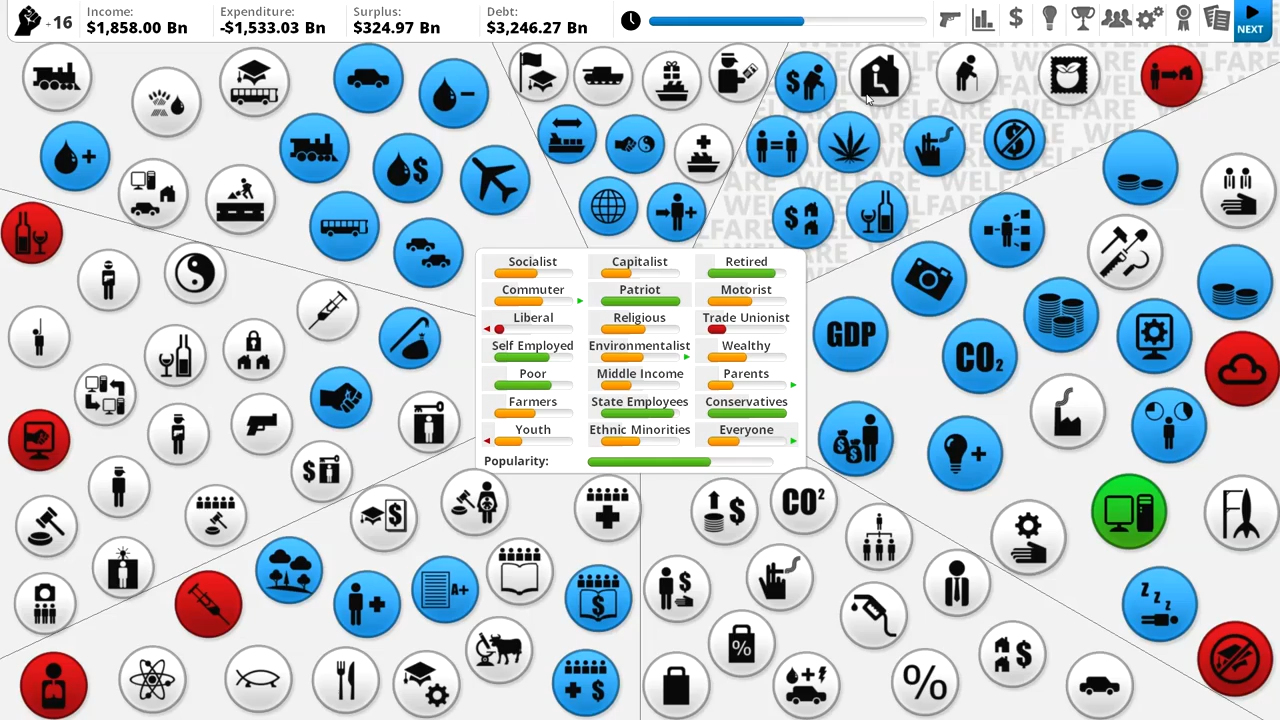 +16
Income:
$1,858.00 Bn
Expenditure:
-$1,533.03 Bn
Surplus:
$324.97 Bn
Debt:
$3,246.27 Bn
NEXT
WELFARE WELFARE
Socialist Capitalist Retired
Commuter Patriot Motorist
Liberal Religious Trade Unionist
Self Employed Environmentalist Wealthy
Poor Middle Income Parents
Farmers State Employees Conservatives
Youth Ethnic Minorities Everyone
Popularity:
GDP
CO2
A+
CO2
Z Z Z
%
%